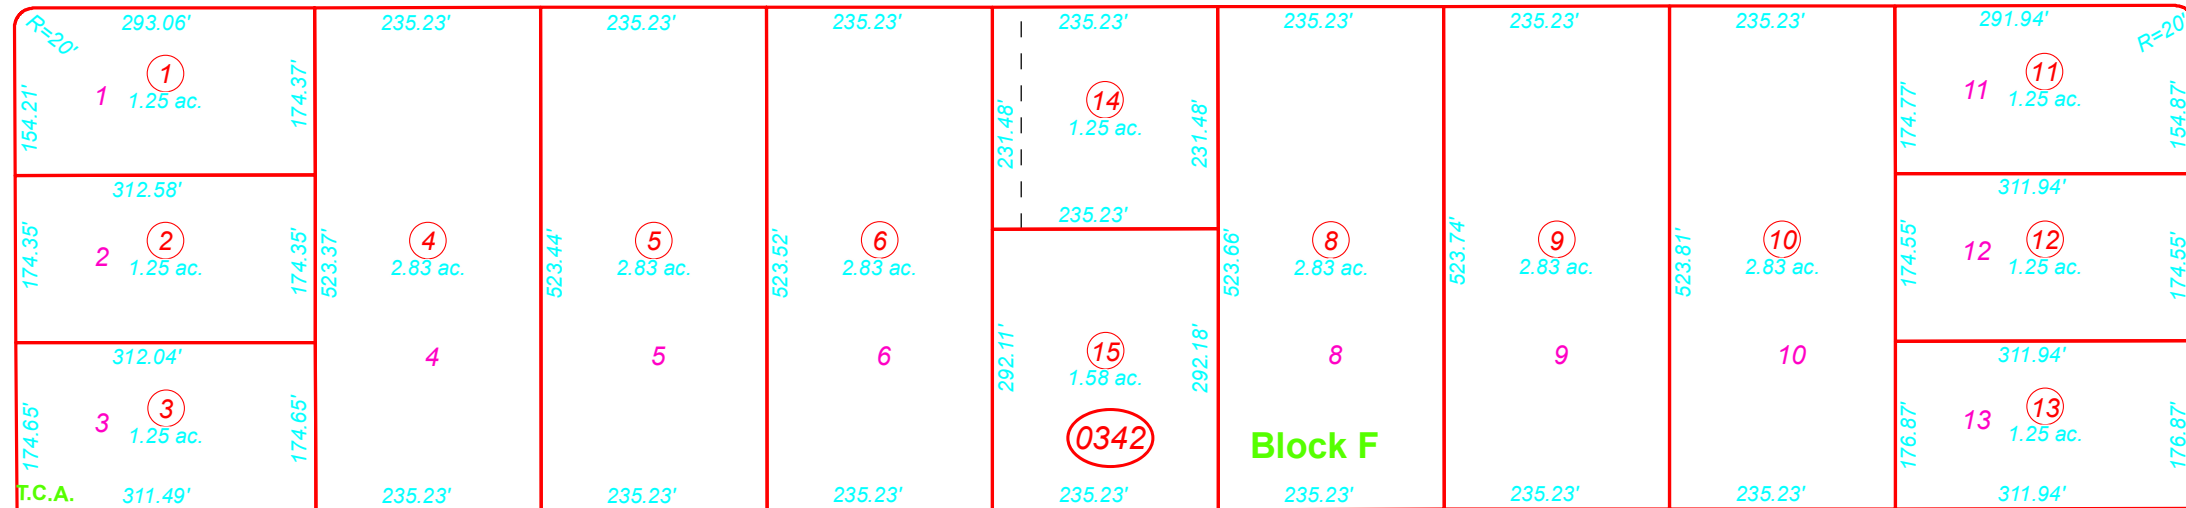 293.06' 235.23' 235.23' 235.23' 235.23' 235.23' 235.23' 235.23' 291.94'
R=20' R=20'
1 11
174.37' 14
1 1.25 ac. 11 1.25 ac.
154.21' 231.48' 1.25 ac. 231.48' 174.77' 154.87'
312.58' 311.94'
235.23'
2 4 5 6 8 9 10 12
2 12
174.35' 1.25 ac. 174.35' 523.37' 2.83 ac. 523.44' 2.83 ac. 523.52' 2.83 ac. 523.66' 2.83 ac. 523.74' 2.83 ac. 523.81' 2.83 ac. 174.55' 1.25 ac. 174.55'
312.04' 4 5 6 15 8 9 10 311.94'
292.11' 1.58 ac. 292.18'
3 13
3 13
174.65' 1.25 ac. 174.65' 0342 Block F 176.87' 1.25 ac. 176.87'
T.C.A. 311.49' 235.23' 235.23' 235.23' 235.23' 235.23' 235.23' 235.23' 311.94'